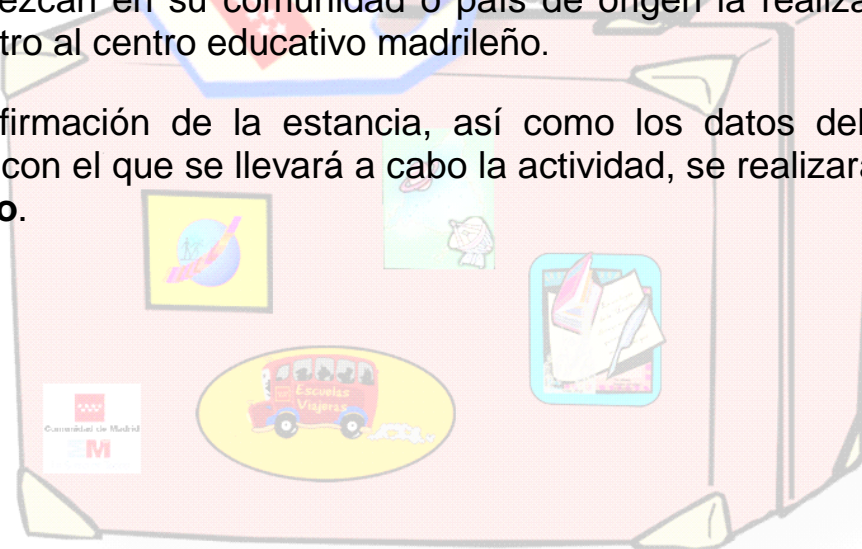 ezcan en su comunidad o país de origen la realiza
tro al centro educativo madrileño.
firmación de la estancia, así como los datos del
con el que se llevará a cabo la actividad, se realizará
o.
Escuelas
Viajeras
Comunidad de Madrid
EM